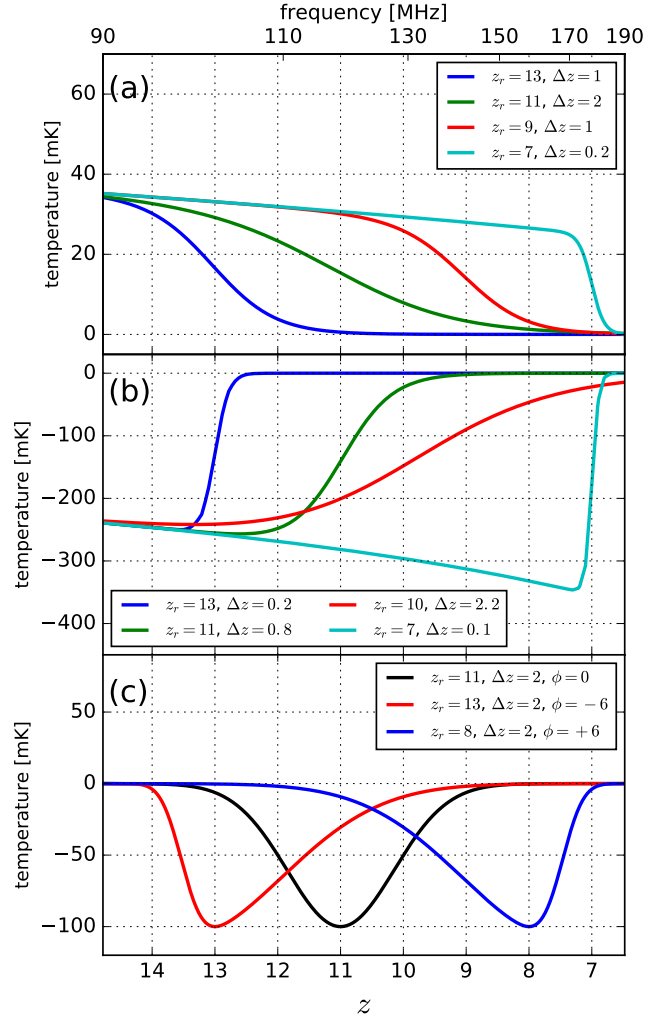 frequency [MHz]
90 110 130 150 170 190
(a)
z_r = 13, Δz = 1
z_r = 11, Δz = 2
z_r = 9, Δz = 1
z_r = 7, Δz = 0.2
temperature [mK]
60
40
20
0
(b)
temperature [mK]
0
−100
−200
−300
−400
z_r = 13, Δz = 0.2 z_r = 10, Δz = 2.2
z_r = 11, Δz = 0.8 z_r = 7, Δz = 0.1
(c)
z_r = 11, Δz = 2, ϕ = 0
z_r = 13, Δz = 2, ϕ = −6
z_r = 8, Δz = 2, ϕ = +6
temperature [mK]
50
0
−50
−100
14 13 12 11 10 9 8 7
z